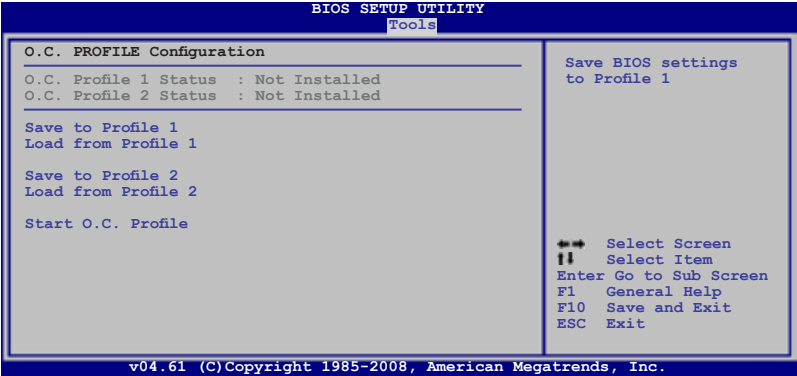 BIOS SETUP UTILITY
Tools
O.C. PROFILE Configuration
O.C. Profile 1 Status : Not Installed
O.C. Profile 2 Status : Not Installed
Save to Profile 1
Load from Profile 1
Save to Profile 2
Load from Profile 2
Start O.C. Profile
Save BIOS settings
to Profile 1
←→ Select Screen
↑↓ Select Item
Enter Go to Sub Screen
F1 General Help
F10 Save and Exit
ESC Exit
v04.61 (C)Copyright 1985-2008, American Megatrends, Inc.